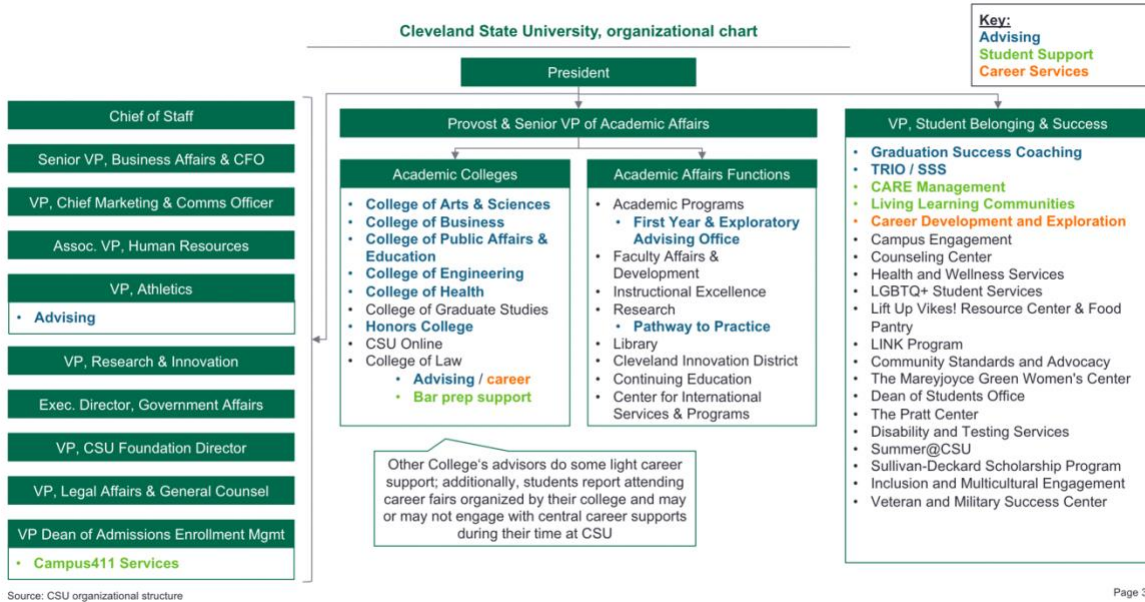 Cleveland State University, organizational chart
Key:
Advising
Student Support
Career Services
President
Chief of Staff
Senior VP, Business Affairs & CFO
VP, Chief Marketing & Comms Officer
Assoc. VP, Human Resources
VP, Athletics
• Advising
VP, Research & Innovation
Exec. Director, Government Affairs
VP, CSU Foundation Director
VP, Legal Affairs & General Counsel
VP Dean of Admissions Enrollment Mgmt
• Campus411 Services
Provost & Senior VP of Academic Affairs
Academic Colleges
• College of Arts & Sciences
• College of Business
• College of Public Affairs &
Education
• College of Engineering
• College of Health
• College of Graduate Studies
• Honors College
• CSU Online
• College of Law
• Advising / career
• Bar prep support
Academic Affairs Functions
• Academic Programs
• First Year & Exploratory
Advising Office
• Faculty Affairs &
Development
• Instructional Excellence
• Research
• Pathway to Practice
• Library
• Cleveland Innovation District
• Continuing Education
• Center for International
Services & Programs
Other College's advisors do some light career
support; additionally, students report attending
career fairs organized by their college and may
or may not engage with central career supports
during their time at CSU
VP, Student Belonging & Success
• Graduation Success Coaching
• TRIO / SSS
• CARE Management
• Living Learning Communities
• Career Development and Exploration
• Campus Engagement
• Counseling Center
• Health and Wellness Services
• LGBTQ+ Student Services
• Lift Up Vikes! Resource Center & Food
Pantry
• LINK Program
• Community Standards and Advocacy
• The Mareyjoyce Green Women's Center
• Dean of Students Office
• The Pratt Center
• Disability and Testing Services
• Summer@CSU
• Sullivan-Deckard Scholarship Program
• Inclusion and Multicultural Engagement
• Veteran and Military Success Center
Source: CSU organizational structure
Page